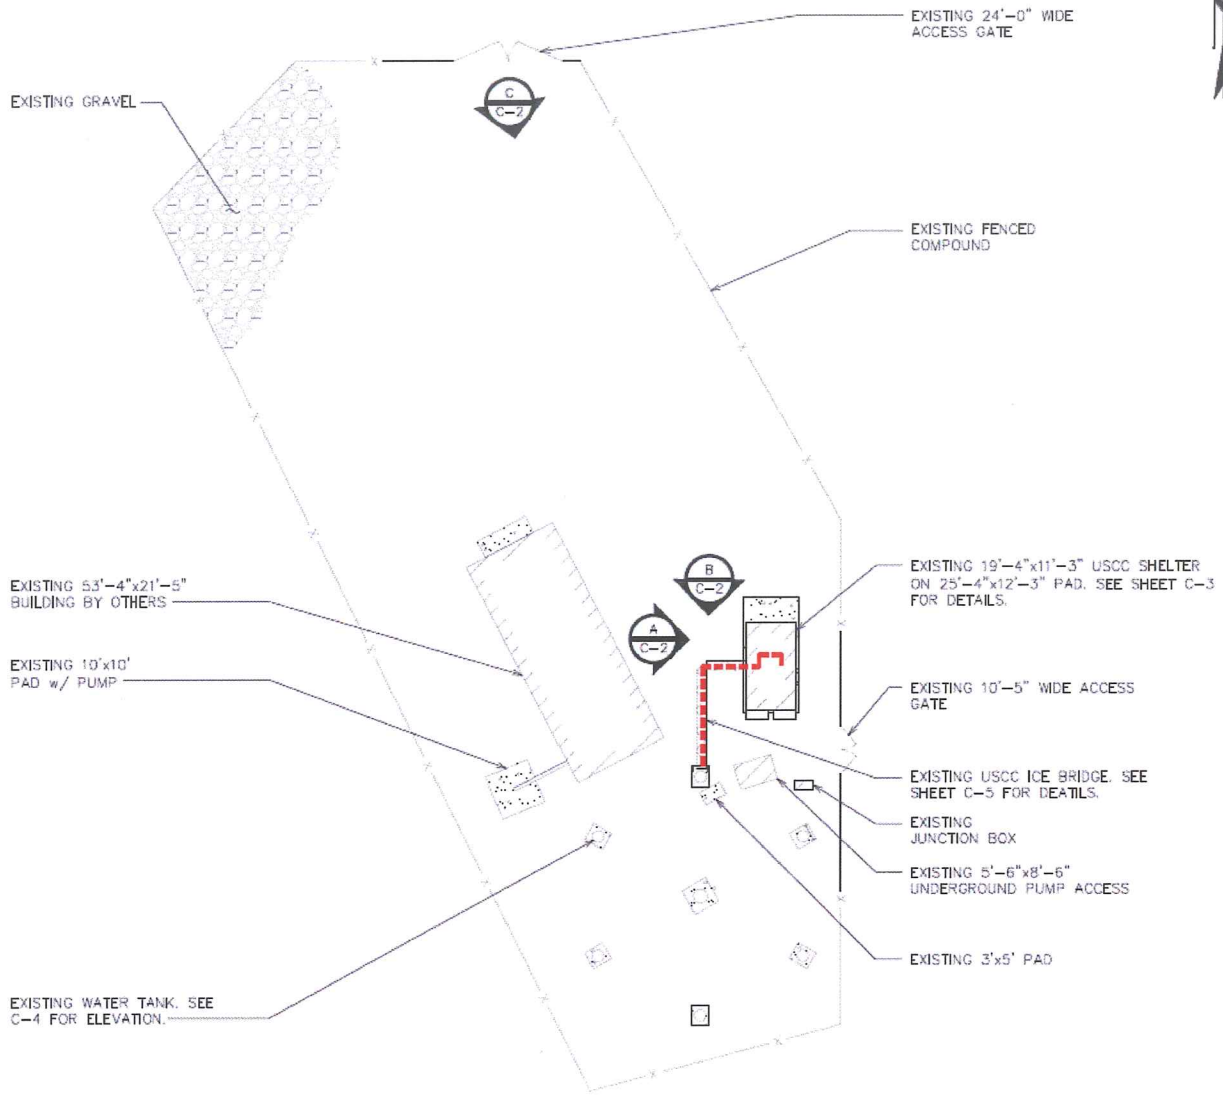 EXISTING 24'-0" WIDE
ACCESS GATE
EXISTING GRAVEL
C
C-2
EXISTING FENCED
COMPOUND
EXISTING 53'-4"x21'-5"
BUILDING BY OTHERS
B
C-2
EXISTING 19'-4"x11'-3" USCC SHELTER
ON 25'-4"x12'-3" PAD. SEE SHEET C-3
FOR DETAILS.
A
C-2
EXISTING 10'x10'
PAD w/ PUMP
EXISTING 10'-5" WIDE ACCESS
GATE
EXISTING USCC ICE BRIDGE. SEE
SHEET C-5 FOR DEATILS.
EXISTING
JUNCTION BOX
EXISTING 5'-6"x8'-6"
UNDERGROUND PUMP ACCESS
EXISTING 3'x5' PAD
EXISTING WATER TANK. SEE
C-4 FOR ELEVATION.